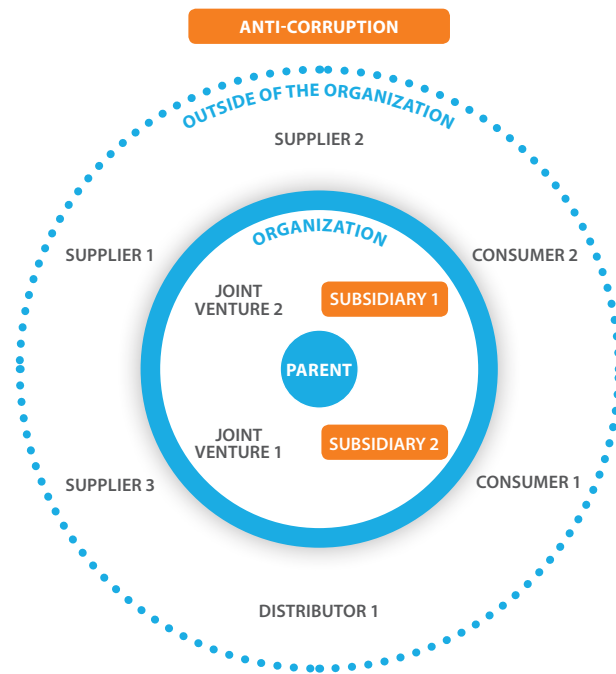 ANTI-CORRUPTION
OUTSIDE OF THE ORGANIZATION
SUPPLIER 2
ORGANIZATION
SUPPLIER 1
CONSUMER 2
JOINT
VENTURE 2
SUBSIDIARY 1
PARENT
JOINT
VENTURE 1
SUBSIDIARY 2
SUPPLIER 3
CONSUMER 1
DISTRIBUTOR 1